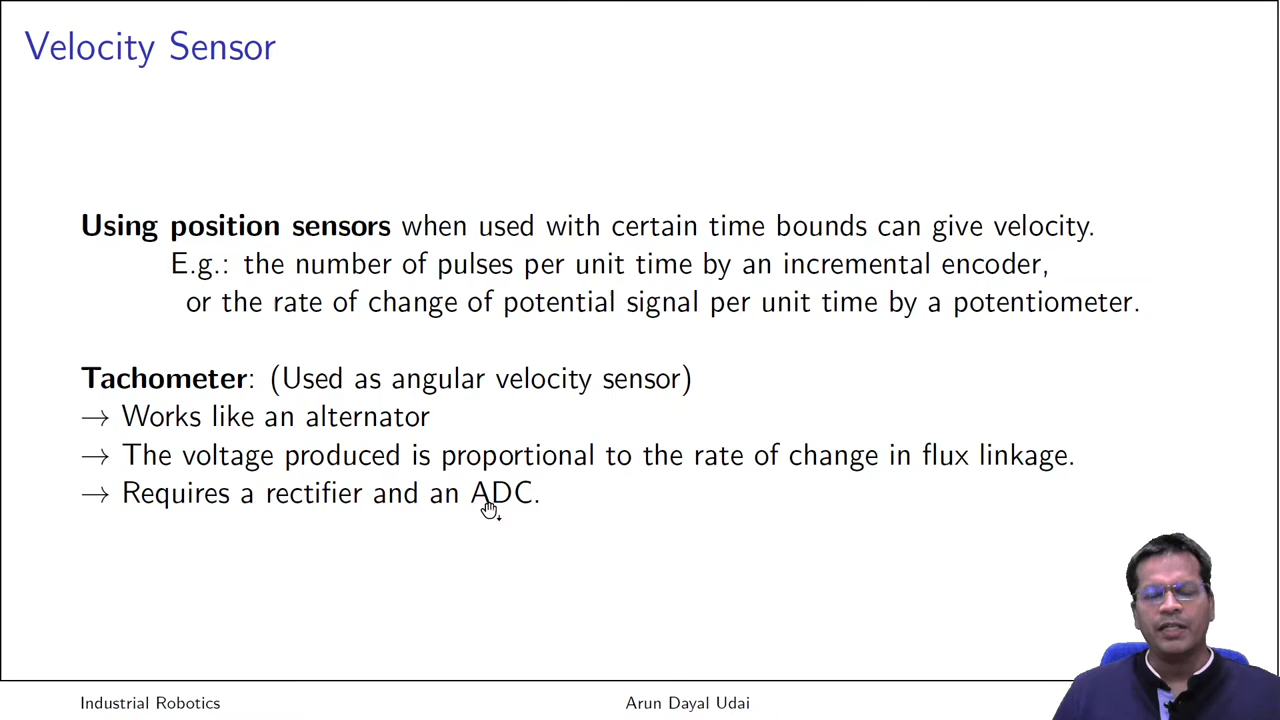 Velocity Sensor
Using position sensors when used with certain time bounds can give velocity.
E.g.: the number of pulses per unit time by an incremental encoder,
or the rate of change of potential signal per unit time by a potentiometer.
Tachometer: (Used as angular velocity sensor)
→ Works like an alternator
→ The voltage produced is proportional to the rate of change in flux linkage.
→ Requires a rectifier and an ADC.
Industrial Robotics
Arun Dayal Udai